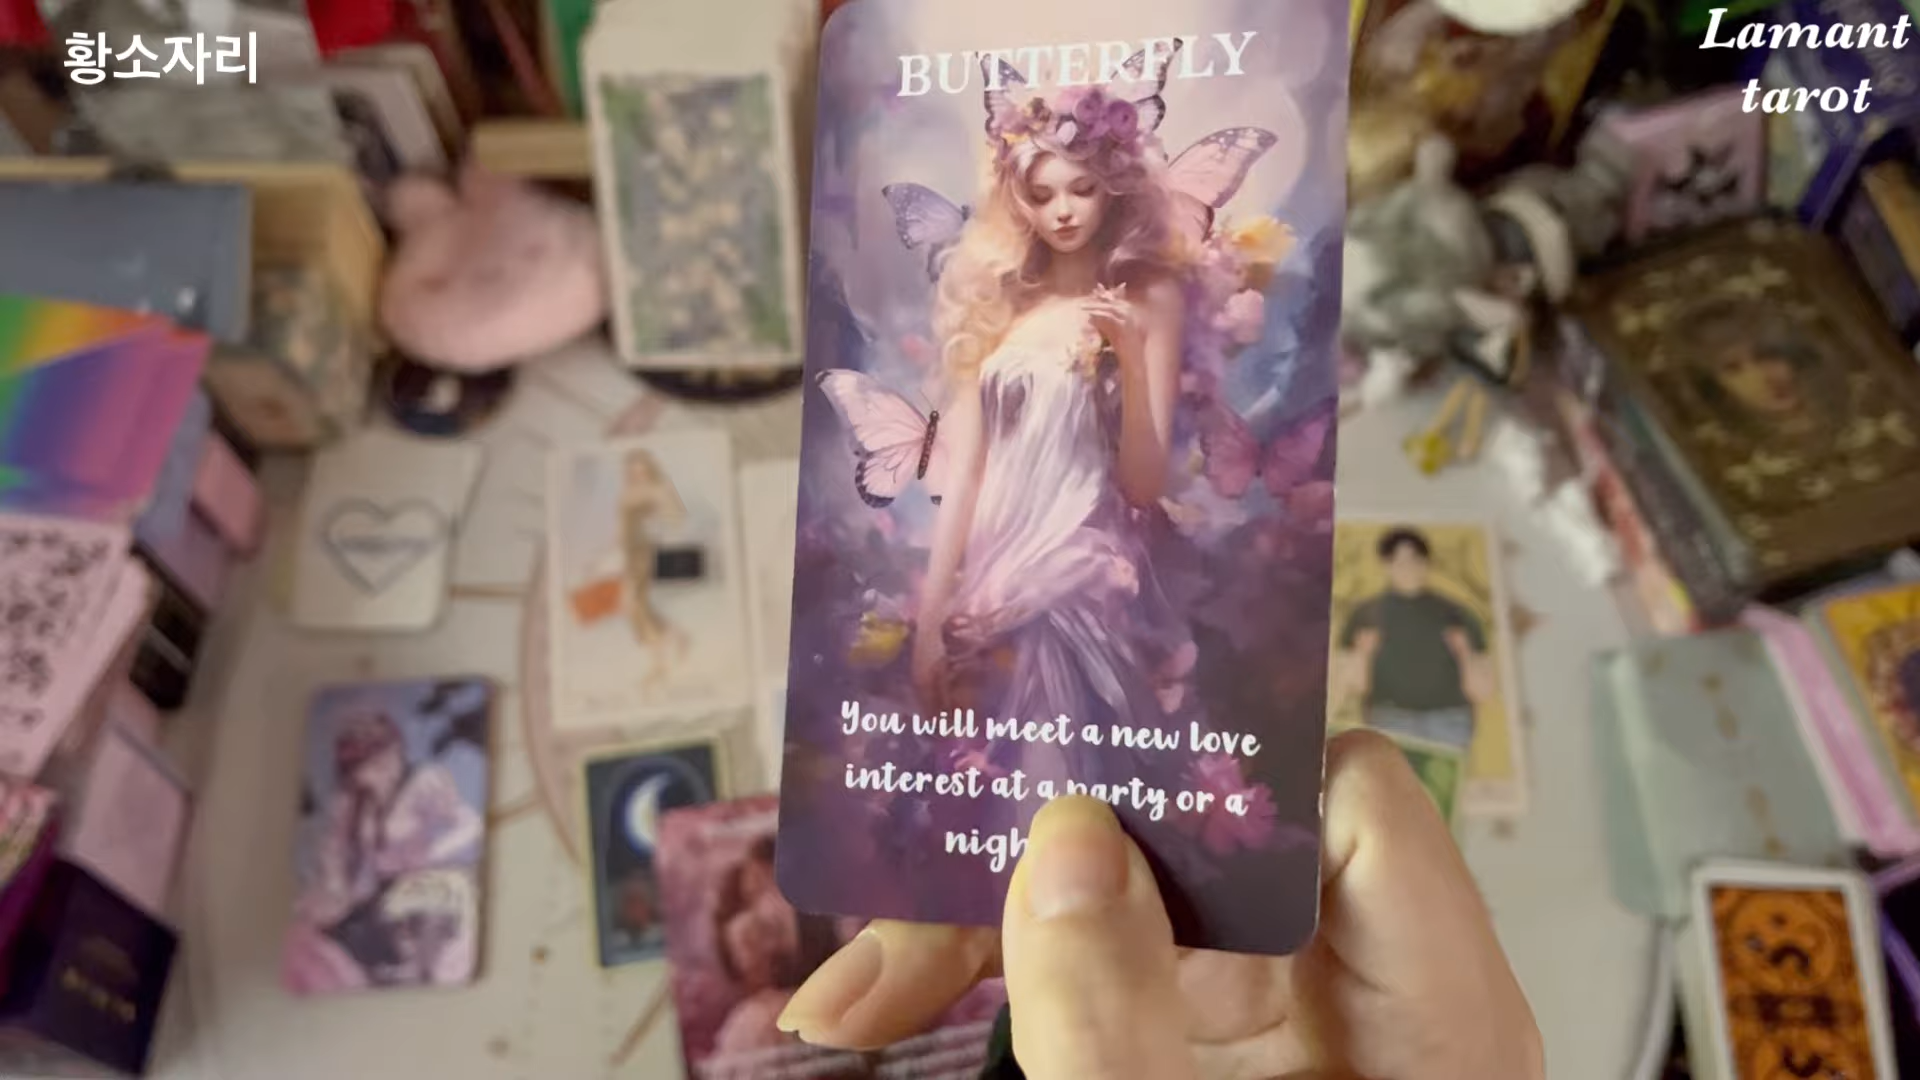 황소자리
Lamant
tarot
BUTTERFLY
You will meet a new love
interest at a party or a